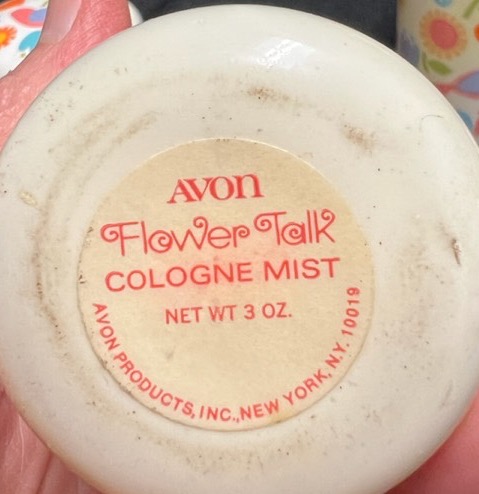 AVON
Flower Talk
COLOGNE MIST
NET WT 3 OZ.
AVON PRODUCTS, INC., NEW YORK, N.Y. 10019